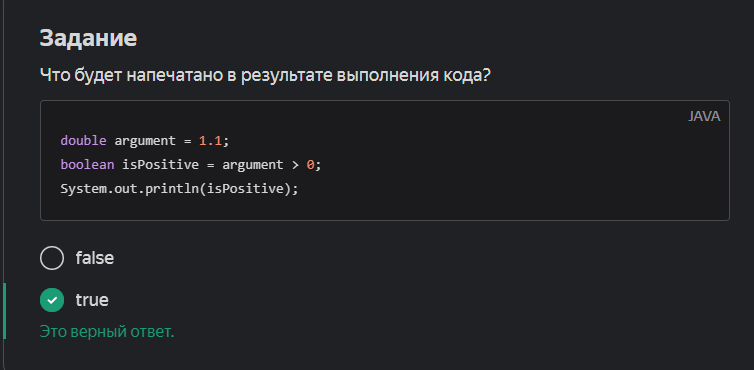 Задание
Что будет напечатано в результате выполнения кода?
JAVA
double argument = 1.1;
boolean isPositive = argument > 0;
System.out.println(isPositive);
false
true
Это верный ответ.